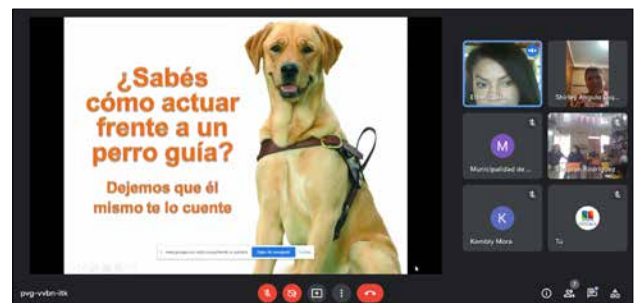 ¿Sabés
cómo actuar
frente a un
perro guía?
Dejemos que él
mismo te lo cuente
Municipalidad de ...
M
Kembly Mora
K
Tú
pvg-vvbn-itk